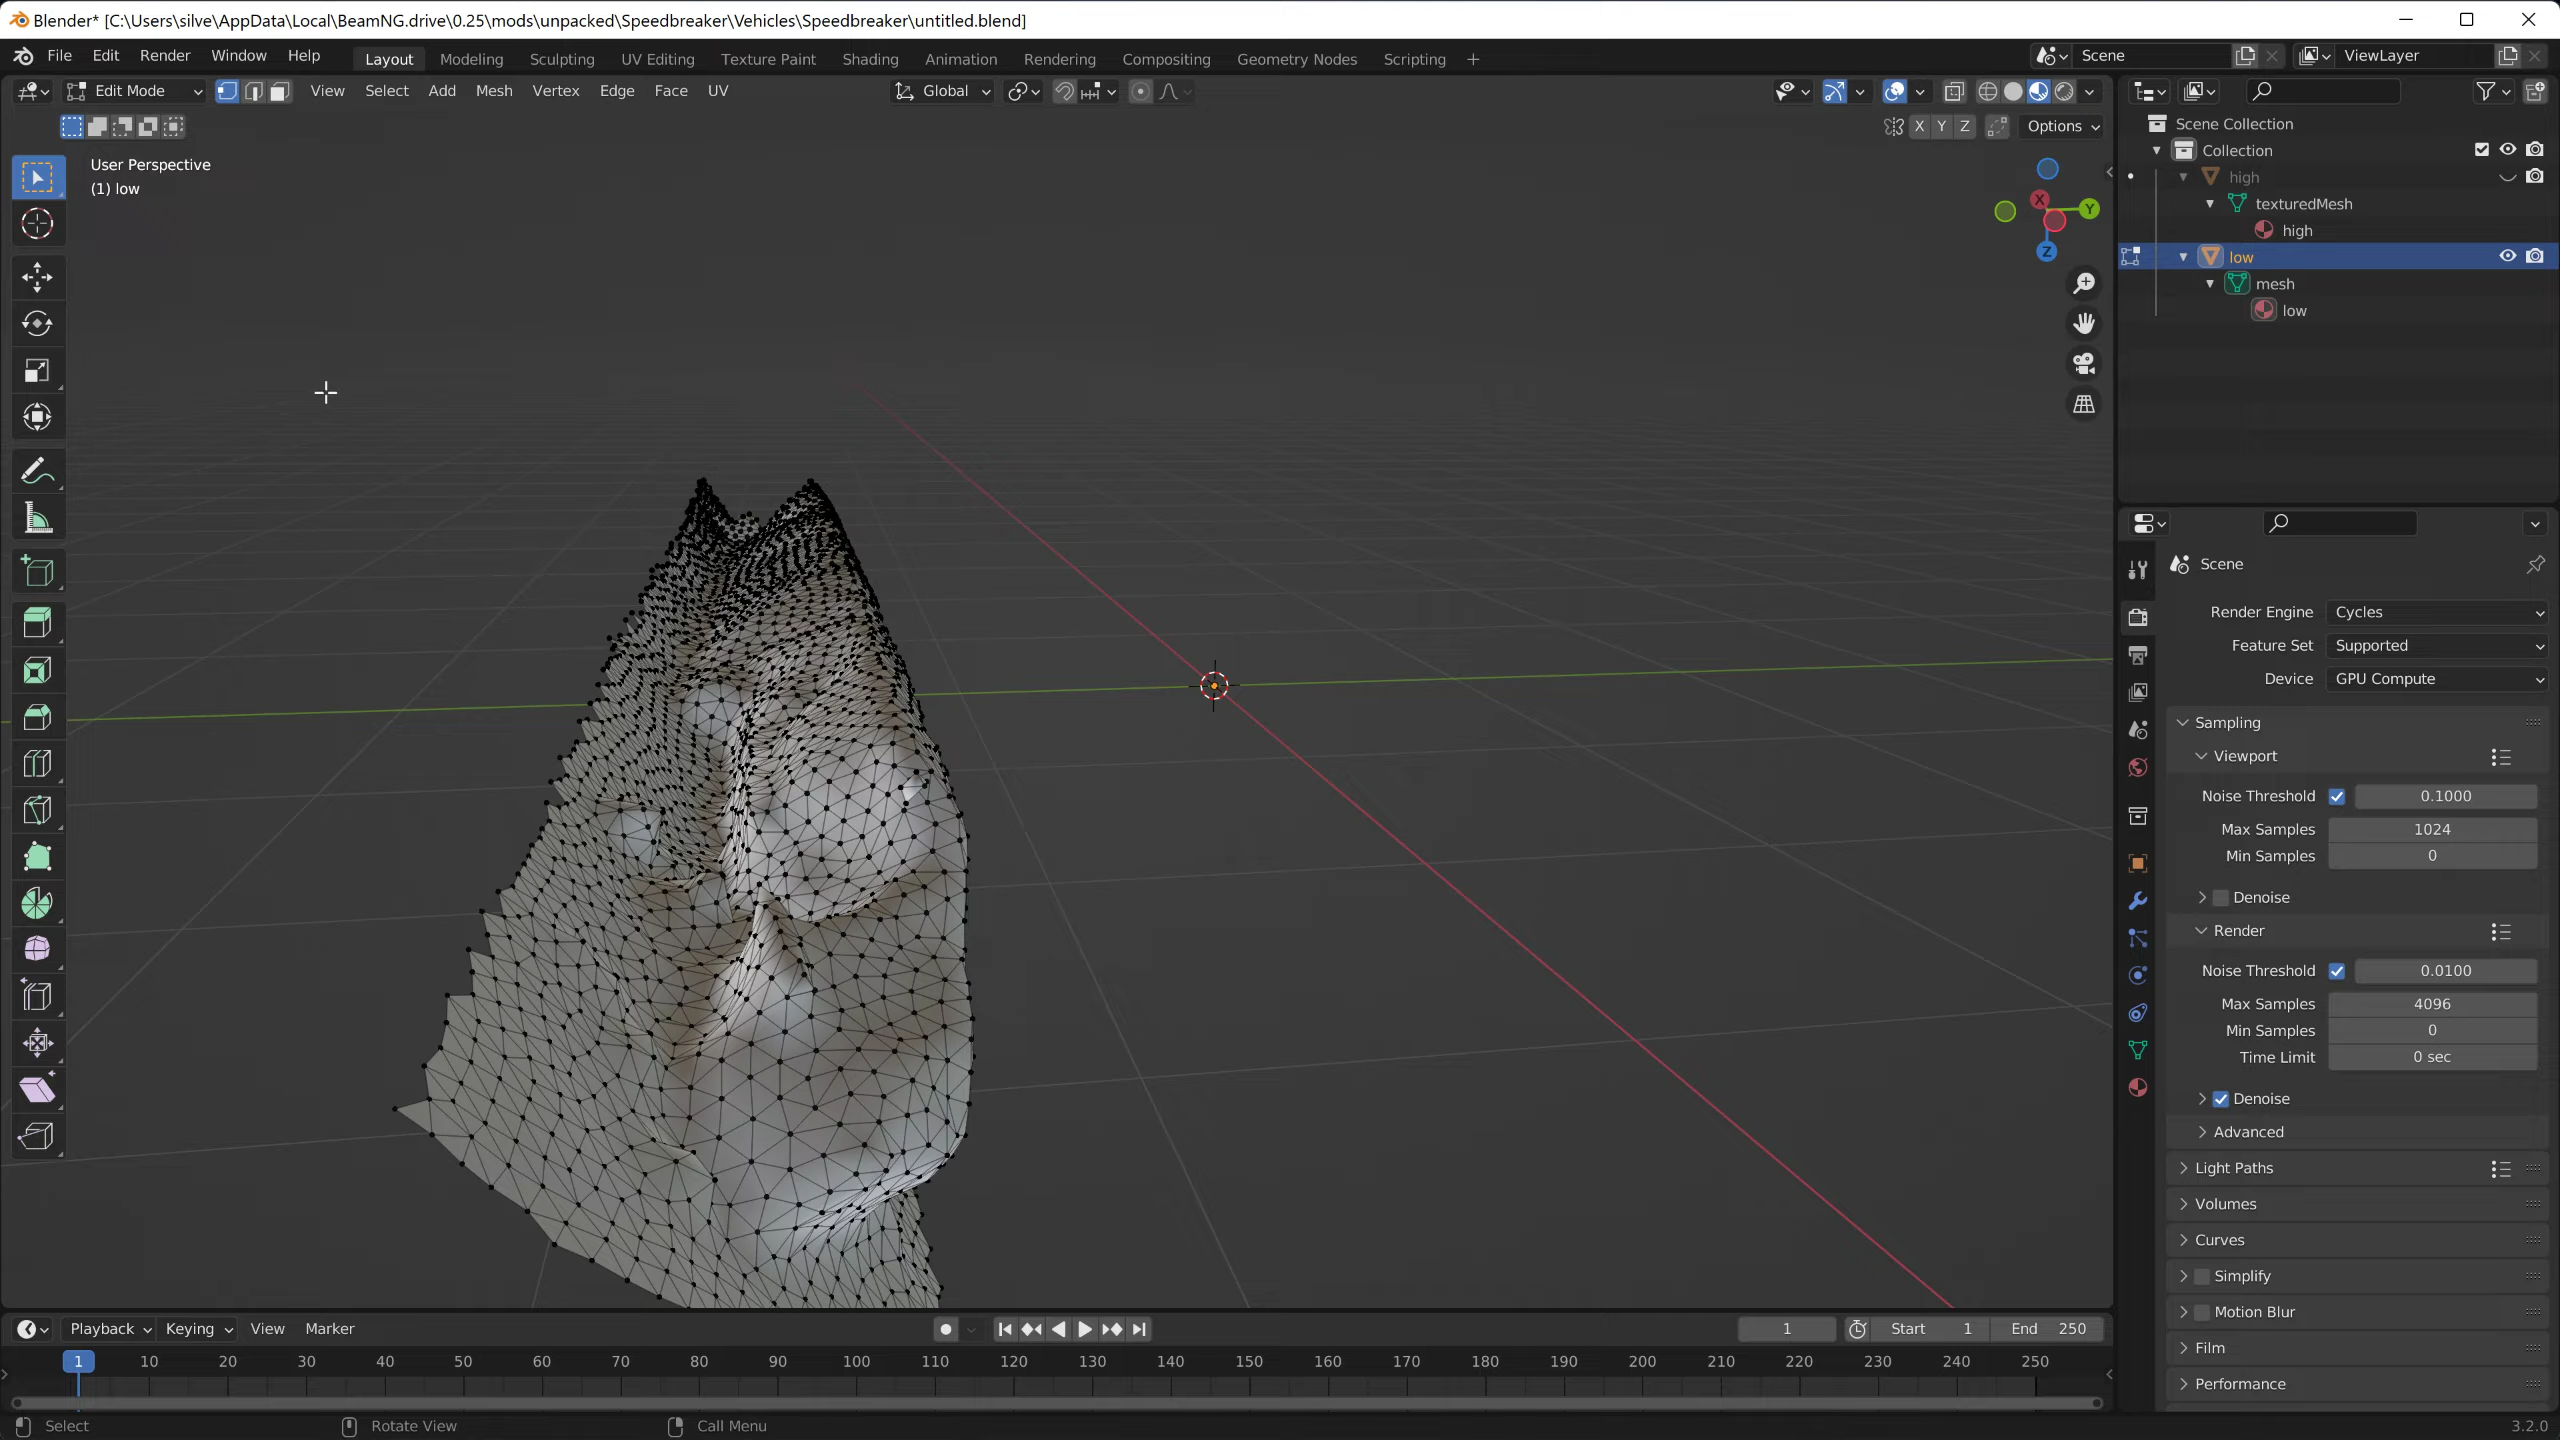 Blender* [C:\Users\silve\AppData\Local\BeamNG.drive\0.25\mods\unpacked\Speedbreaker\Vehicles\Speedbreaker\untitled.blend]
File Edit Render Window Help Layout Modeling Sculpting UV Editing Texture Paint Shading Animation Rendering Compositing Geometry Nodes Scripting + Scene ViewLayer
Edit Mode View Select Add Mesh Vertex Edge Face UV Global
X Y Z Options
User Perspective
(1) low
X Y
Z
Scene Collection
Collection
high
texturedMesh
high
low
mesh
low
Scene
Render Engine Cycles
Feature Set Supported
Device GPU Compute
Sampling
Viewport
Noise Threshold 0.1000
Max Samples 1024
Min Samples 0
Denoise
Render
Noise Threshold 0.0100
Max Samples 4096
Min Samples 0
Time Limit 0 sec
Denoise
Advanced
Light Paths
Volumes
Curves
Simplify
Motion Blur
Film
Performance
Playback Keying View Marker 1 Start 1 End 250
1 10 20 30 40 50 60 70 80 90 100 110 120 130 140 150 160 170 180 190 200 210 220 230 240 250
Select Rotate View Call Menu 3.2.0